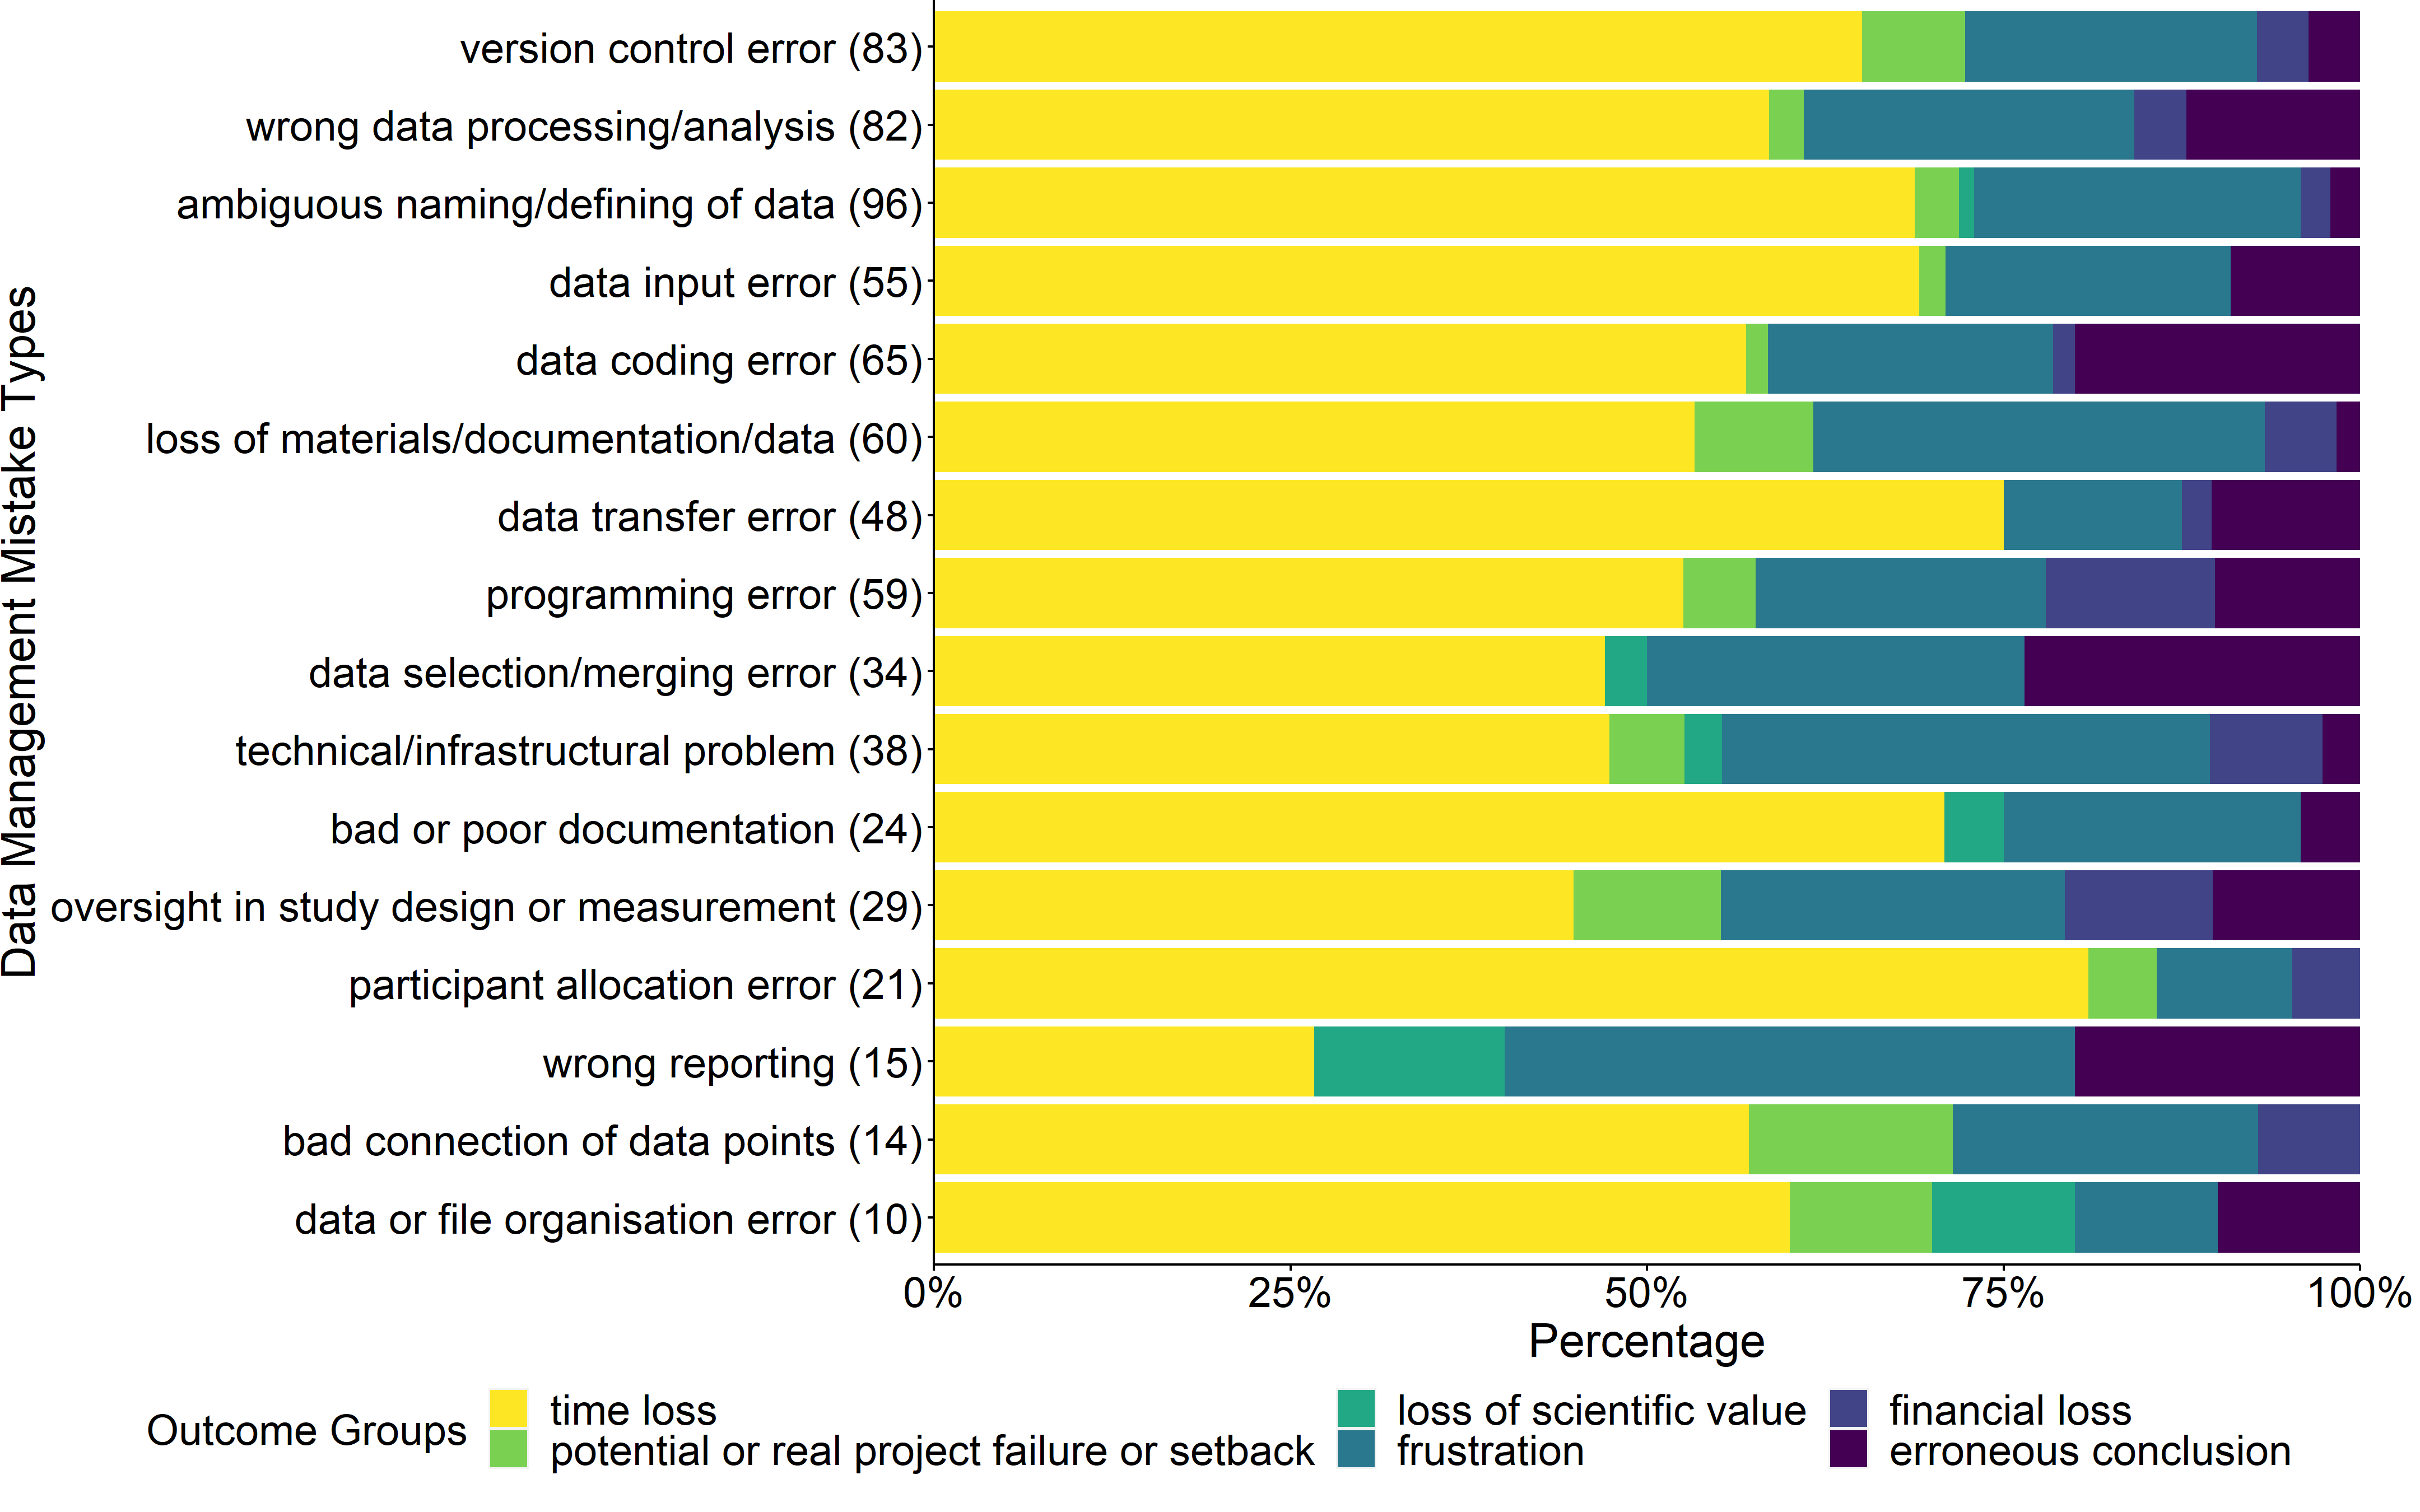 version control error (83)
wrong data processing/analysis (82)
ambiguous naming/defining of data (96)
data input error (55)
data coding error (65)
loss of materials/documentation/data (60)
data transfer error (48)
programming error (59)
data selection/merging error (34)
technical/infrastructural problem (38)
bad or poor documentation (24)
oversight in study design or measurement (29)
participant allocation error (21)
wrong reporting (15)
bad connection of data points (14)
data or file organisation error (10)
Data Management Mistake Types
0% 25% 50% 75% 100%
Percentage
Outcome Groups
time loss
potential or real project failure or setback
loss of scientific value
frustration
financial loss
erroneous conclusion